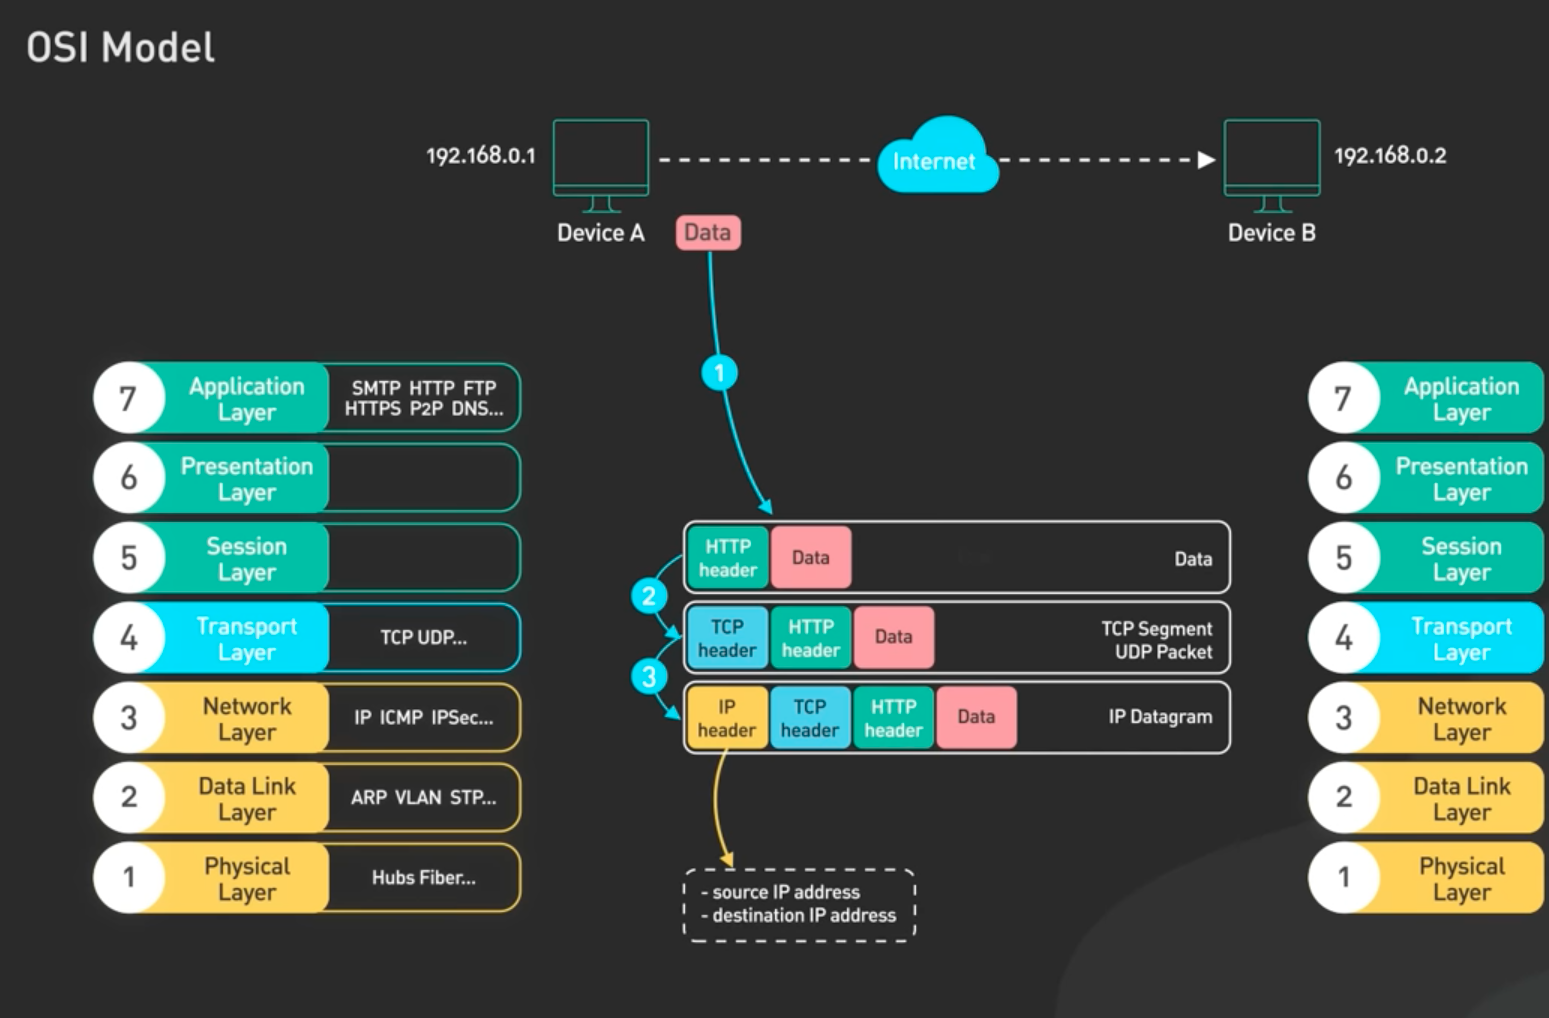 OSI Model
192.168.0.1
Internet
192.168.0.2
Device A
Data
Device B
1
7
Application
Layer
SMTP HTTP FTP
HTTPS P2P DNS...
6
Presentation
Layer
5
Session
Layer
4
Transport
Layer
TCP UDP...
3
Network
Layer
IP ICMP IPSec...
2
Data Link
Layer
ARP VLAN STP...
1
Physical
Layer
Hubs Fiber...
HTTP
header
Data
Data
2
TCP
header
HTTP
header
Data
TCP Segment
UDP Packet
3
IP
header
TCP
header
HTTP
header
Data
IP Datagram
- source IP address
- destination IP address
7
Application
Layer
6
Presentation
Layer
5
Session
Layer
4
Transport
Layer
3
Network
Layer
2
Data Link
Layer
1
Physical
Layer